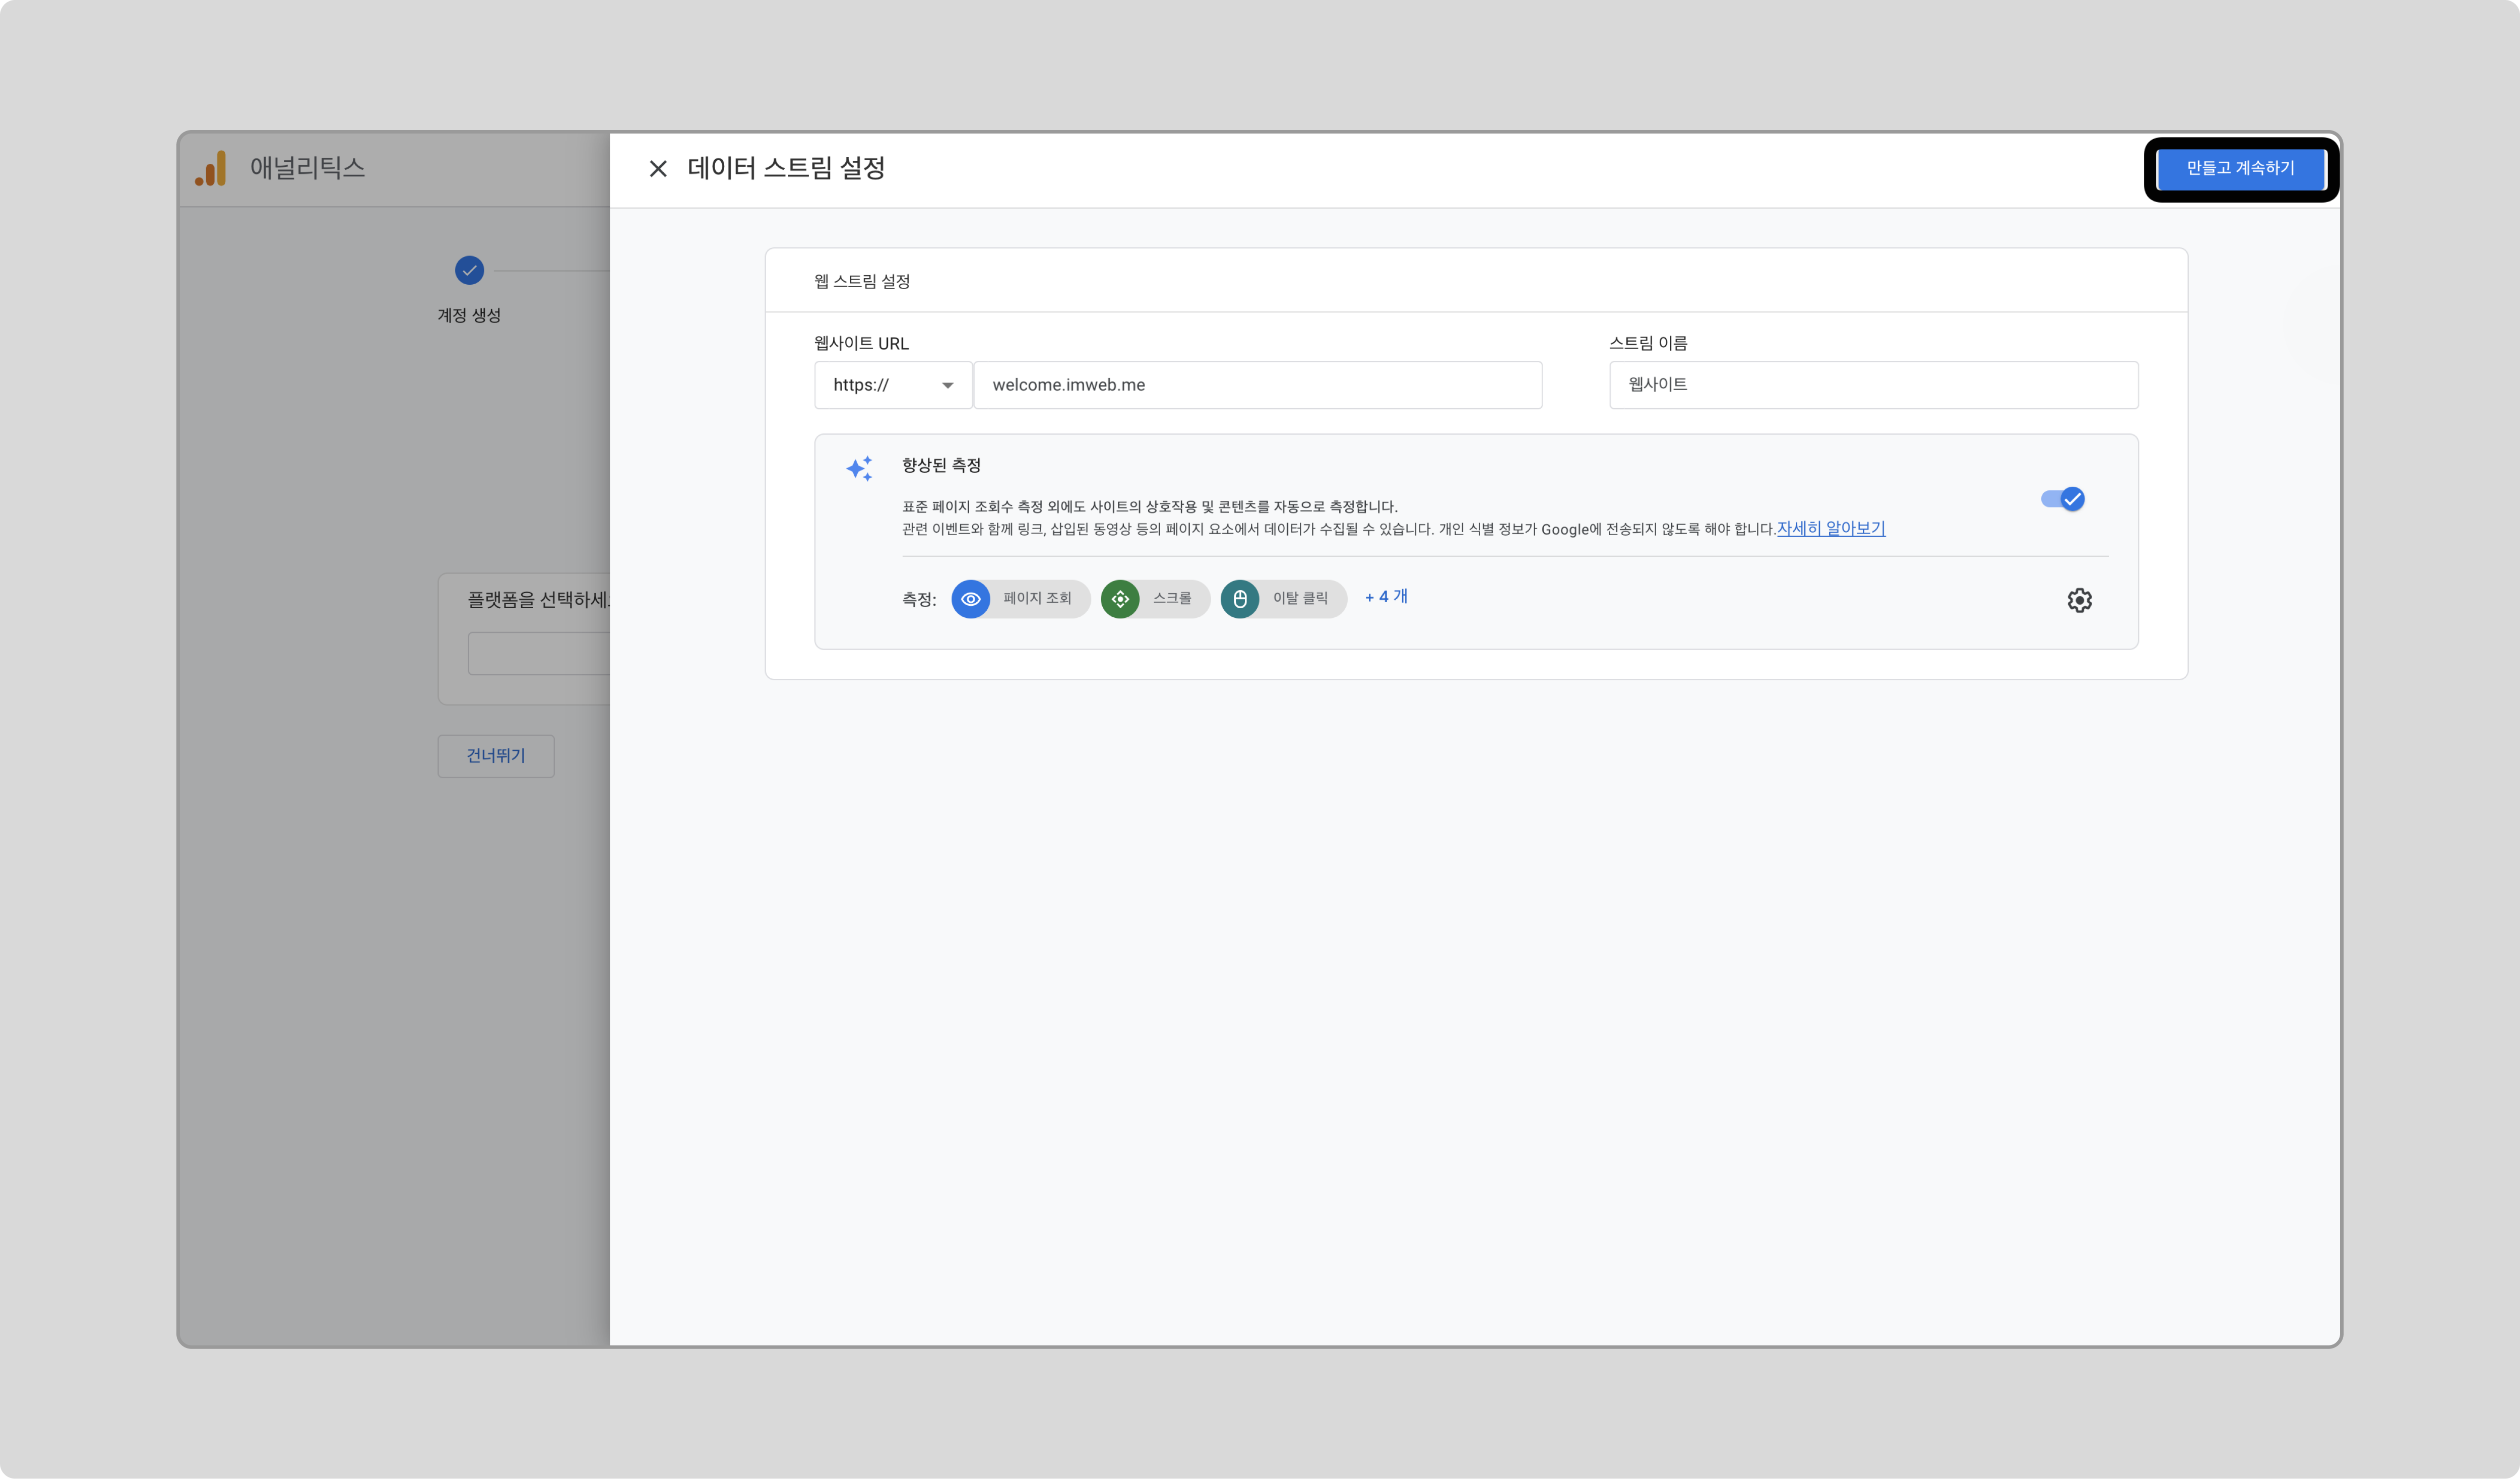 애널리틱스
데이터 스트림 설정
만들고 계속하기
계정 생성
플랫폼을 선택하세
건너뛰기
웹 스트림 설정
웹사이트 URL
스트림 이름
https://
welcome.imweb.me
웹사이트
향상된 측정
표준 페이지 조회수 측정 외에도 사이트의 상호작용 및 콘텐츠를 자동으로 측정합니다.
관련 이벤트와 함께 링크, 삽입된 동영상 등의 페이지 요소에서 데이터가 수집될 수 있습니다. 개인 식별 정보가 Google에 전송되지 않도록 해야 합니다.자세히 알아보기
측정: 페이지 조회 스크롤 이탈 클릭 + 4 개